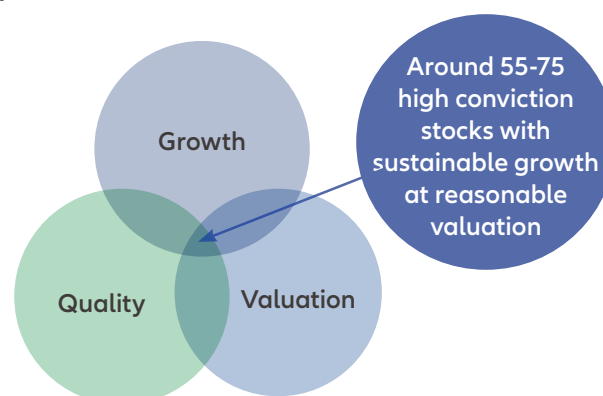 Growth
Quality
Valuation
Around 55-75
high conviction
stocks with
sustainable growth
at reasonable
valuation